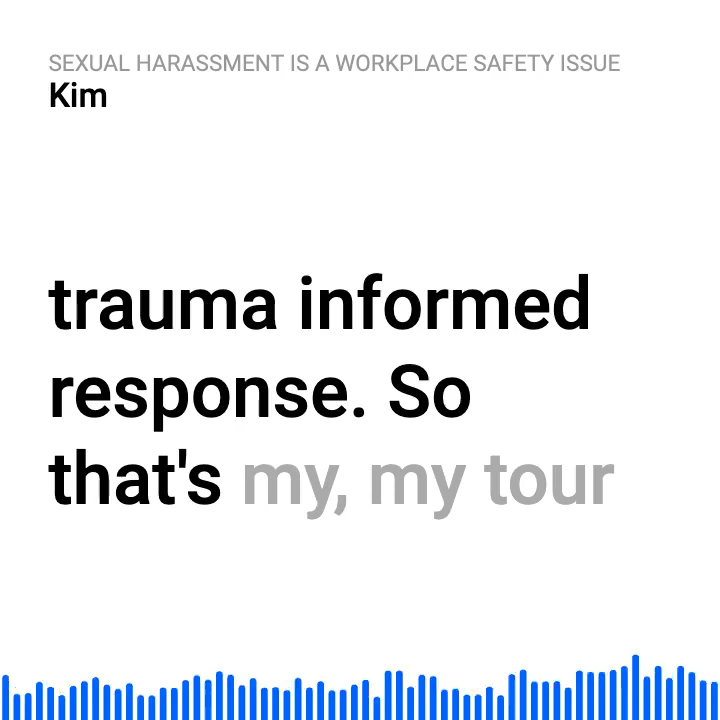 SEXUAL HARASSMENT IS A WORKPLACE SAFETY ISSUE
Kim
trauma informed
response. So
that's my, my tour